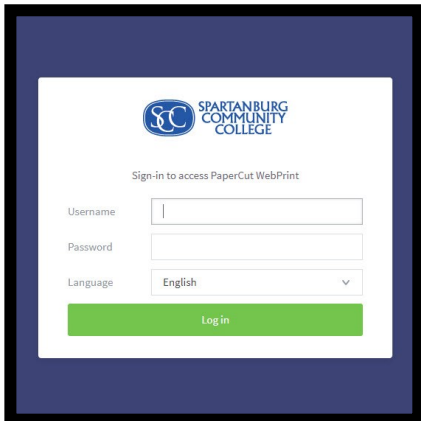 SCC
SPARTANBURG
COMMUNITY
COLLEGE
Sign-in to access PaperCut WebPrint
Username
Password
Language English
Log in